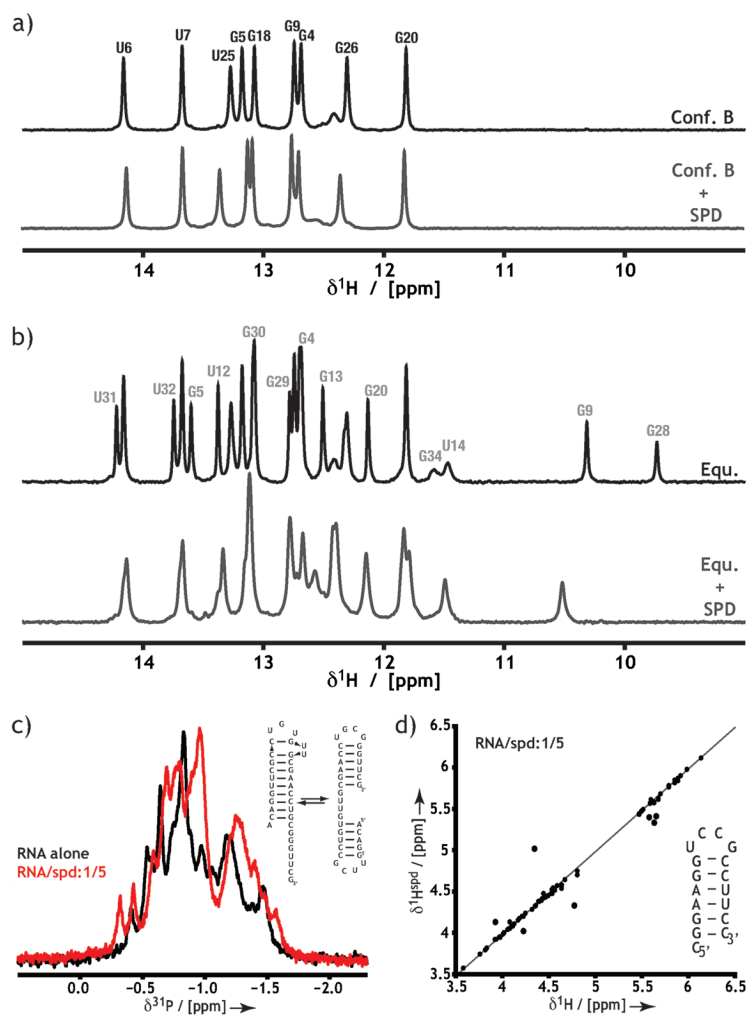 a)
U6 U7 U25 G5 G18 G9 G4 G26 G20
Conf. B
Conf. B
+
SPD
14 13 12 11 10
δ¹H / [ppm]
b)
U31 U32 G5 U12 G30 G29 G4 G13 G20 G34 U14 G9 G28
Equ.
Equ.
+
SPD
14 13 12 11 10
δ¹H / [ppm]
c)
RNA alone
RNA/spd:1/5
0.0 -0.5 -1.0 -1.5 -2.0
δ³¹P / [ppm]
d)
RNA/spd:1/5
6.5
6
5.5
5
4.5
4
3.5
δ¹Hˢᵖᵈ / [ppm]
3.5 4 4.5 5 5.5 6 6.5
δ¹H / [ppm]
C C
U G
G – C
G – C
A – U
A – U
G – C
G – C 3'
C 5'